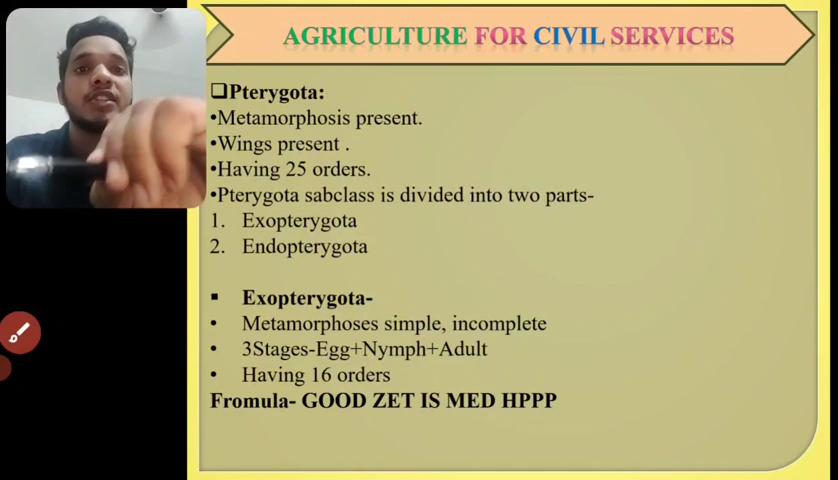 AGRICULTURE FOR CIVIL SERVICES
❑Pterygota:
•Metamorphosis present.
•Wings present .
•Having 25 orders.
•Pterygota subclass is divided into two parts-
1. Exopterygota
2. Endopterygota
▪ Exopterygota-
• Metamorphoses simple, incomplete
• 3Stages-Egg+Nymph+Adult
• Having 16 orders
Fromula- GOOD ZET IS MED HPPP